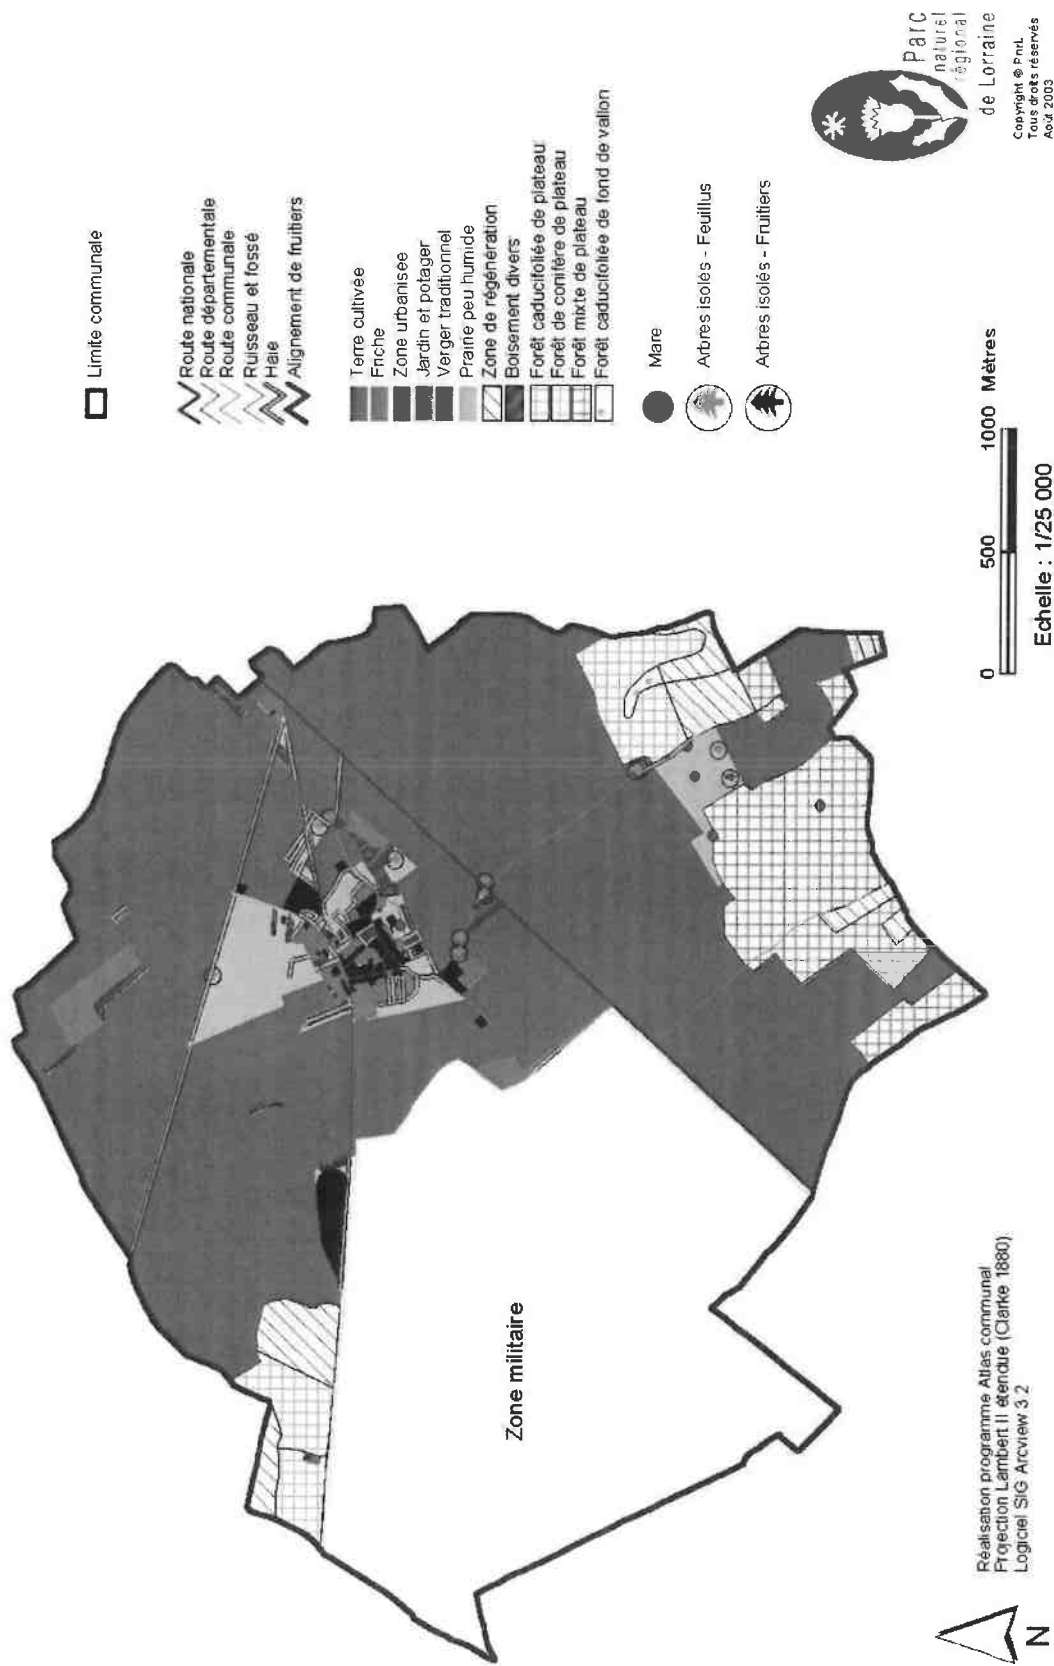 Limite communale
Route nationale
Route départementale
Route communale
Ruisseau et fossé
Haie
Alignement de fruitiers
Terre cultivée
Friche
Zone urbanisée
Jardin et potager
Verger traditionnel
Prairie peu humide
Zone de régénération
Boisement divers
Forêt caducifoliée de plateau
Forêt de conifère de plateau
Forêt mixte de plateau
Forêt caducifoliée de fond de vallon
Mare
Arbres isolés - Feuillus
Arbres isolés - Fruitiers
Zone militaire
0 500 1000 Mètres
Echelle : 1/25 000
Parc
naturel
régional
de Lorraine
Copyright © PnrL
Tous droits réservés
Août 2003
Réalisation programme Atlas communal
Projection Lambert II étendue (Clarke 1880)
Logiciel SIG Arcview 3.2
N